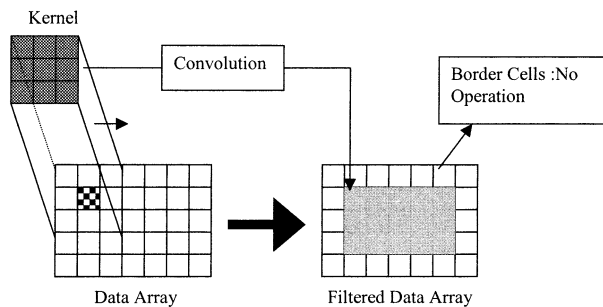 Kernel
Convolution
Border Cells :No
Operation
Data Array
Filtered Data Array